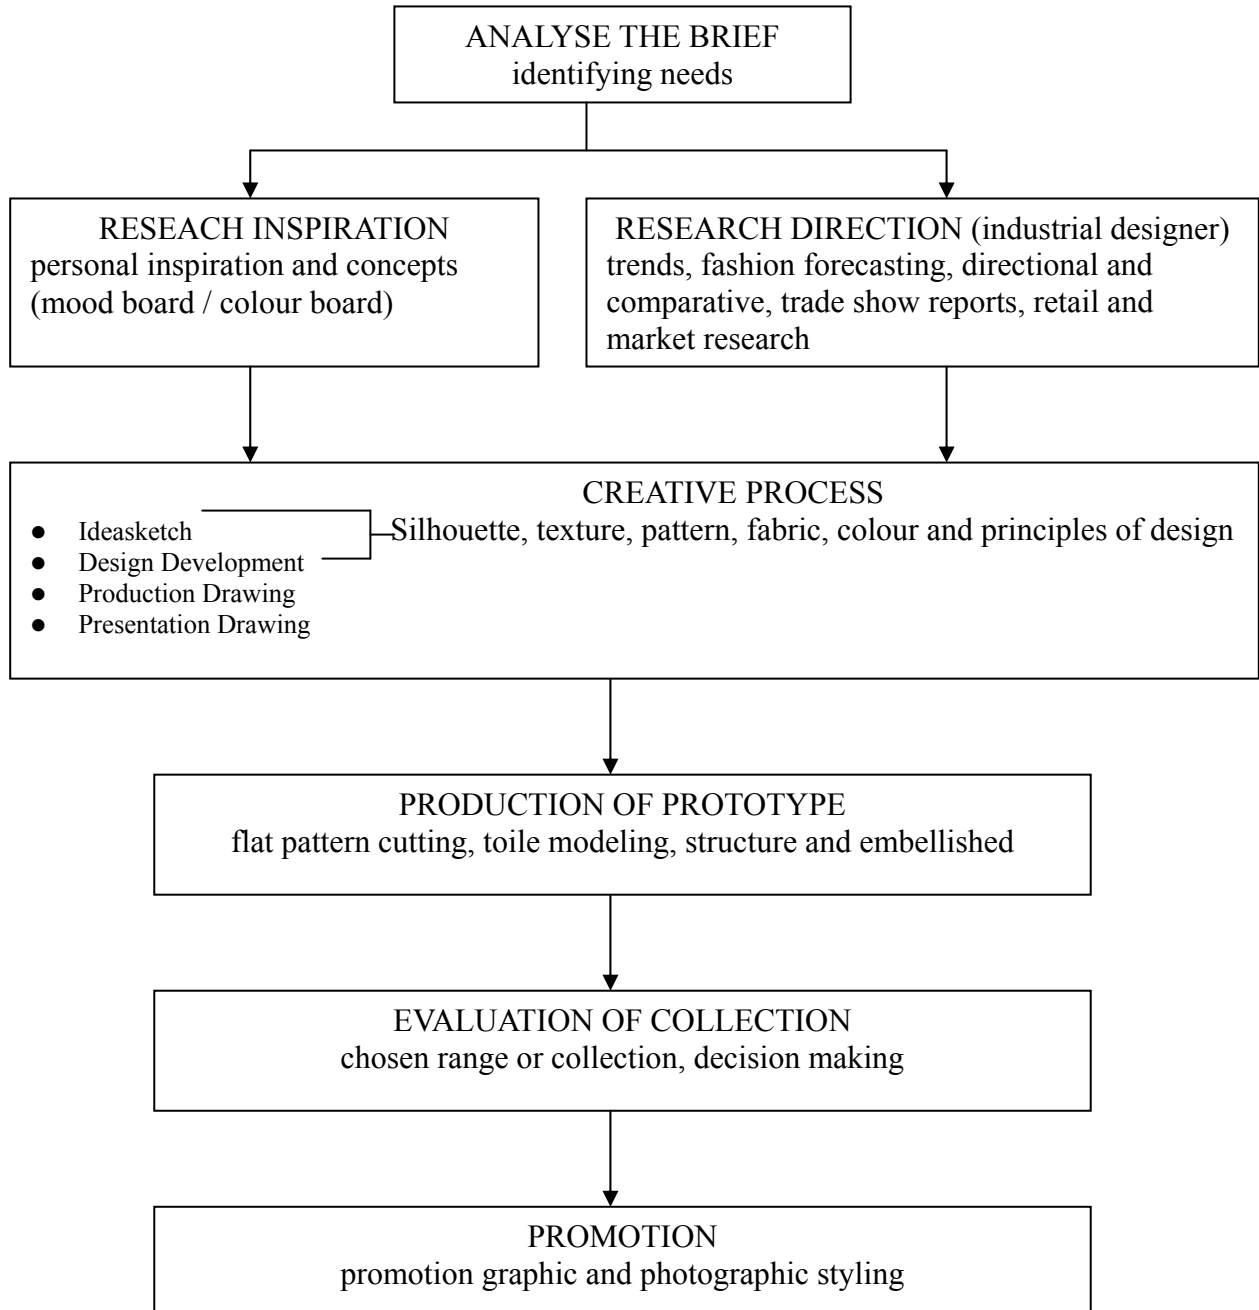 ANALYSE THE BRIEF
identifying needs
RESEACH INSPIRATION
personal inspiration and concepts
(mood board / colour board)
RESEARCH DIRECTION (industrial designer)
trends, fashion forecasting, directional and
comparative, trade show reports, retail and
market research
CREATIVE PROCESS
Silhouette, texture, pattern, fabric, colour and principles of design
● Ideasketch
● Design Development
● Production Drawing
● Presentation Drawing
PRODUCTION OF PROTOTYPE
flat pattern cutting, toile modeling, structure and embellished
EVALUATION OF COLLECTION
chosen range or collection, decision making
PROMOTION
promotion graphic and photographic styling